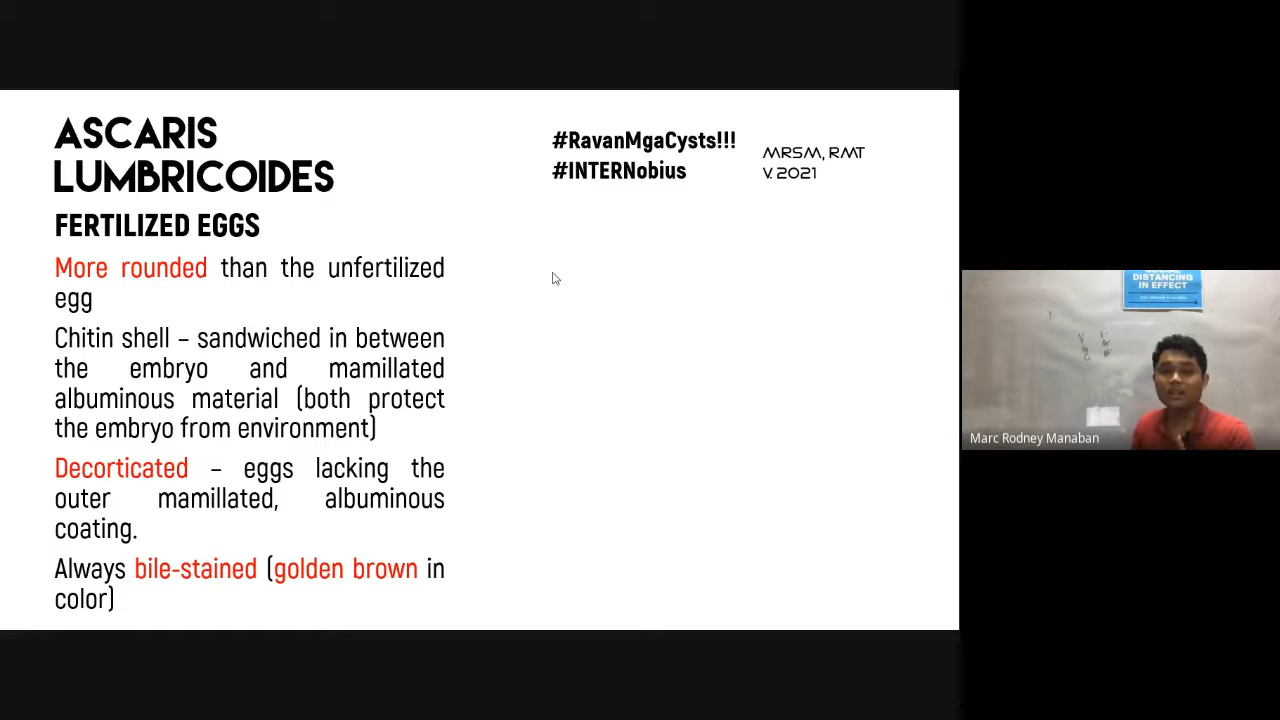 ASCARIS
LUMBRICOIDES
FERTILIZED EGGS
More rounded than the unfertilized
egg
Chitin shell – sandwiched in between
the embryo and mamillated
albuminous material (both protect
the embryo from environment)
Decorticated – eggs lacking the
outer mamillated, albuminous
coating.
Always bile-stained (golden brown in
color)
#RavanMgaCysts!!!
#INTERNobius
MRSM, RMT
V. 2021
DISTANCING
IN EFFECT
Marc Rodney Manaban